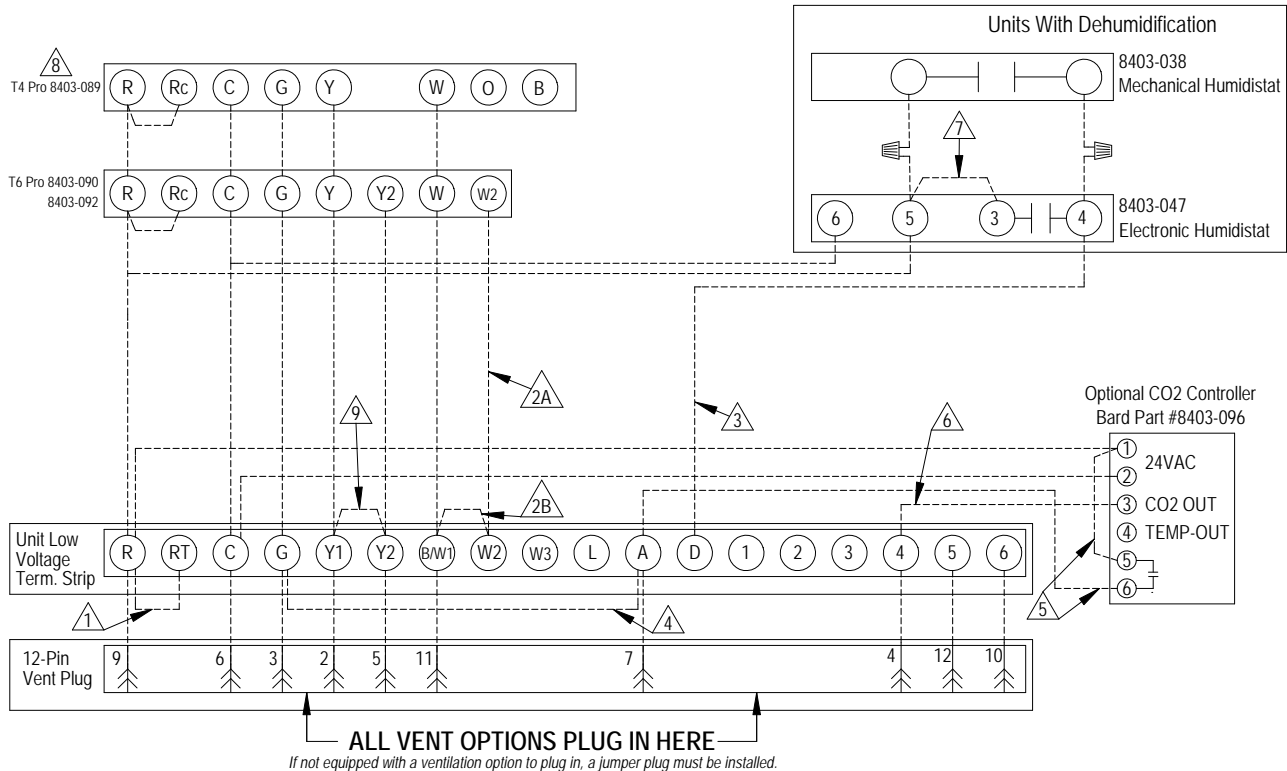 Units With Dehumidification
8403-038
Mechanical Humidistat
8
T4 Pro 8403-089
R Rc C G Y W O B
7
T6 Pro 8403-090
8403-092
R Rc C G Y Y2 W W2
6 5 3 4
8403-047
Electronic Humidistat
2A
9
3
6
Optional CO2 Controller
Bard Part #8403-096
1
24VAC
2
3 CO2 OUT
4 TEMP-OUT
5
6
2B
Unit Low
Voltage
Term. Strip
R RT C G Y1 Y2 B/W1 W2 W3 L A D 1 2 3 4 5 6
1
4
5
12-Pin
Vent Plug
9 6 3 2 5 11 7 4 12 10
ALL VENT OPTIONS PLUG IN HERE
If not equipped with a ventilation option to plug in, a jumper plug must be installed.